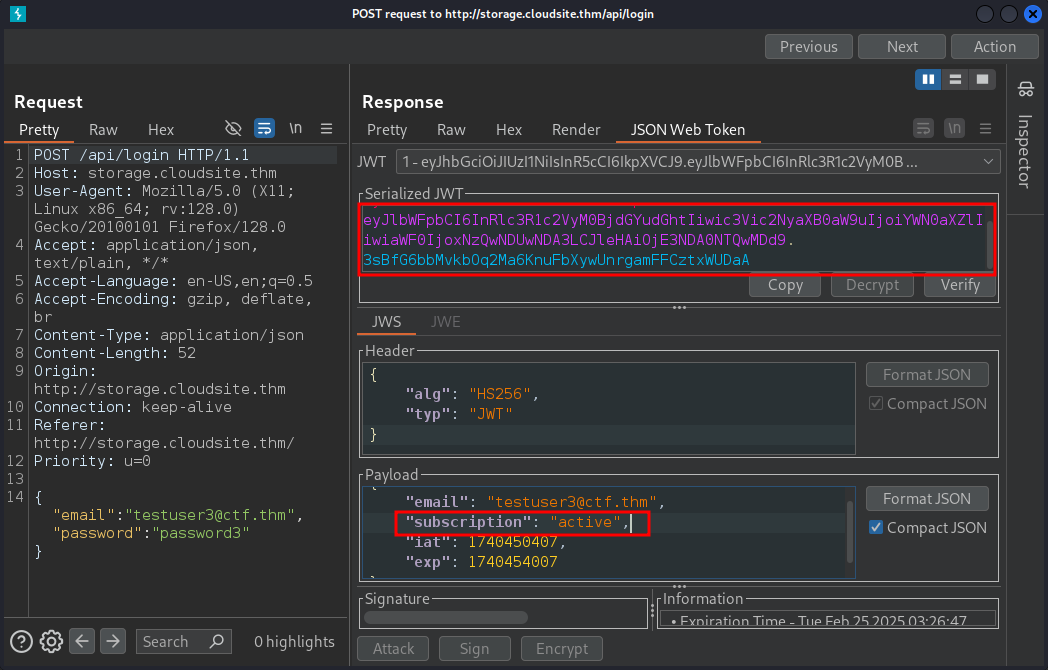 POST request to http://storage.cloudsite.thm/api/login
Previous
Next
Action
Request
Pretty
Raw
Hex
\n
1 POST /api/login HTTP/1.1
2 Host: storage.cloudsite.thm
3 User-Agent: Mozilla/5.0 (X11;
Linux x86_64; rv:128.0)
Gecko/20100101 Firefox/128.0
4 Accept: application/json,
text/plain, */*
5 Accept-Language: en-US,en;q=0.5
6 Accept-Encoding: gzip, deflate,
br
7 Content-Type: application/json
8 Content-Length: 52
9 Origin:
http://storage.cloudsite.thm
10 Connection: keep-alive
11 Referer:
http://storage.cloudsite.thm/
12 Priority: u=0
13
14 {
"email":"testuser3@ctf.thm",
"password":"password3"
}
Search
0 highlights
Response
Pretty
Raw
Hex
Render
JSON Web Token
\n
JWT
1 - eyJhbGciOiJIUzI1NiIsInR5cCI6IkpXVCJ9.eyJlbWFpbCI6InRlc3R1c2VyM0B ...
Serialized JWT
eyJlbWFpbCI6InRlc3R1c2VyM0BjdGYudGhtIiwic3Vic2NyaXB0aW9uIjoiYWN0aXZlI
iwiaWF0IjoxNzQwNDUwNDA3LCJleHAiOjE3NDA0NTQwMDd9.
3sBfG6bbMvkbOq2Ma6KnuFbXywUnrgamFFCztxWUDaA
Copy
Decrypt
Verify
JWS
JWE
Header
{
"alg": "HS256",
"typ": "JWT"
}
Format JSON
Compact JSON
Payload
"email": "testuser3@ctf.thm",
"subscription": "active",
"iat": 1740450407,
"exp": 1740454007
Format JSON
Compact JSON
Signature
Information
• Expiration Time - Tue Feb 25 2025 03:26:47
Attack
Sign
Encrypt
Inspector